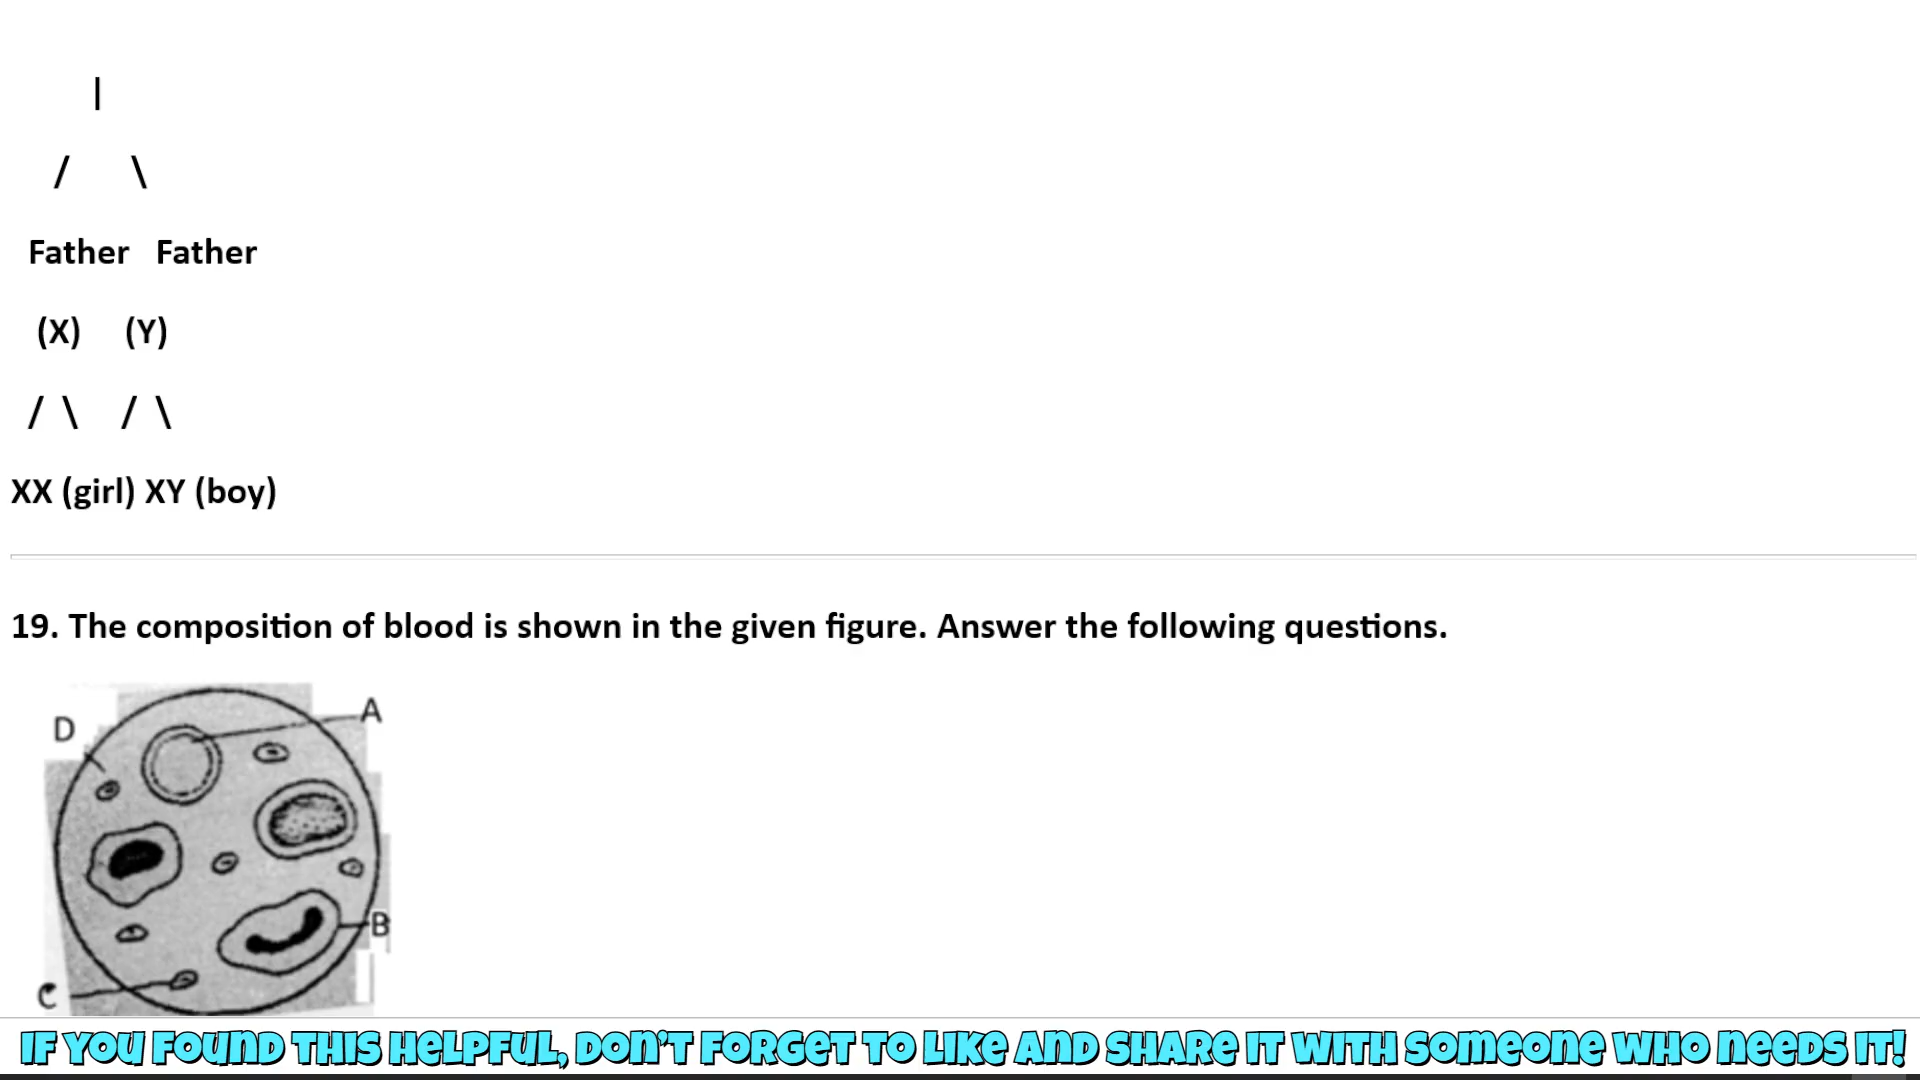 |
/ \
Father Father
(X) (Y)
/ \ / \
XX (girl) XY (boy)
19. The composition of blood is shown in the given figure. Answer the following questions.
D
A
B
C
IF YOU FOUND THIS HELPFUL, DON'T FORGET TO LIKE AND SHARE IT WITH SOMEONE WHO NEEDS IT!